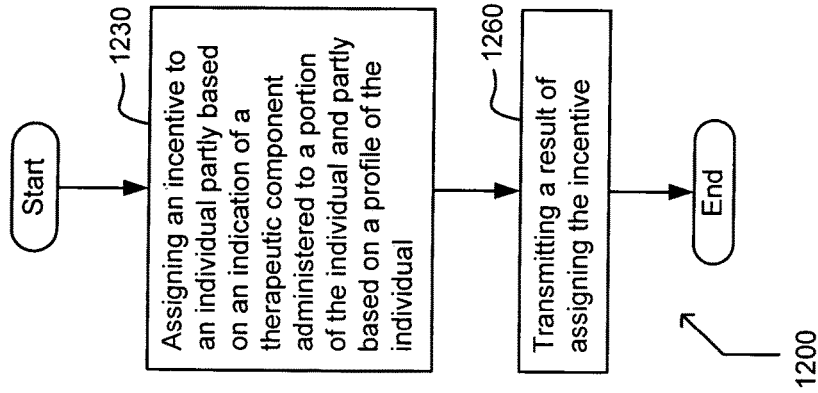 Start
1230
Assigning an incentive to
an individual partly based
on an indication of a
therapeutic component
administered to a portion
of the individual and partly
based on a profile of the
individual
1260
Transmitting a result of
assigning the incentive
End
1200